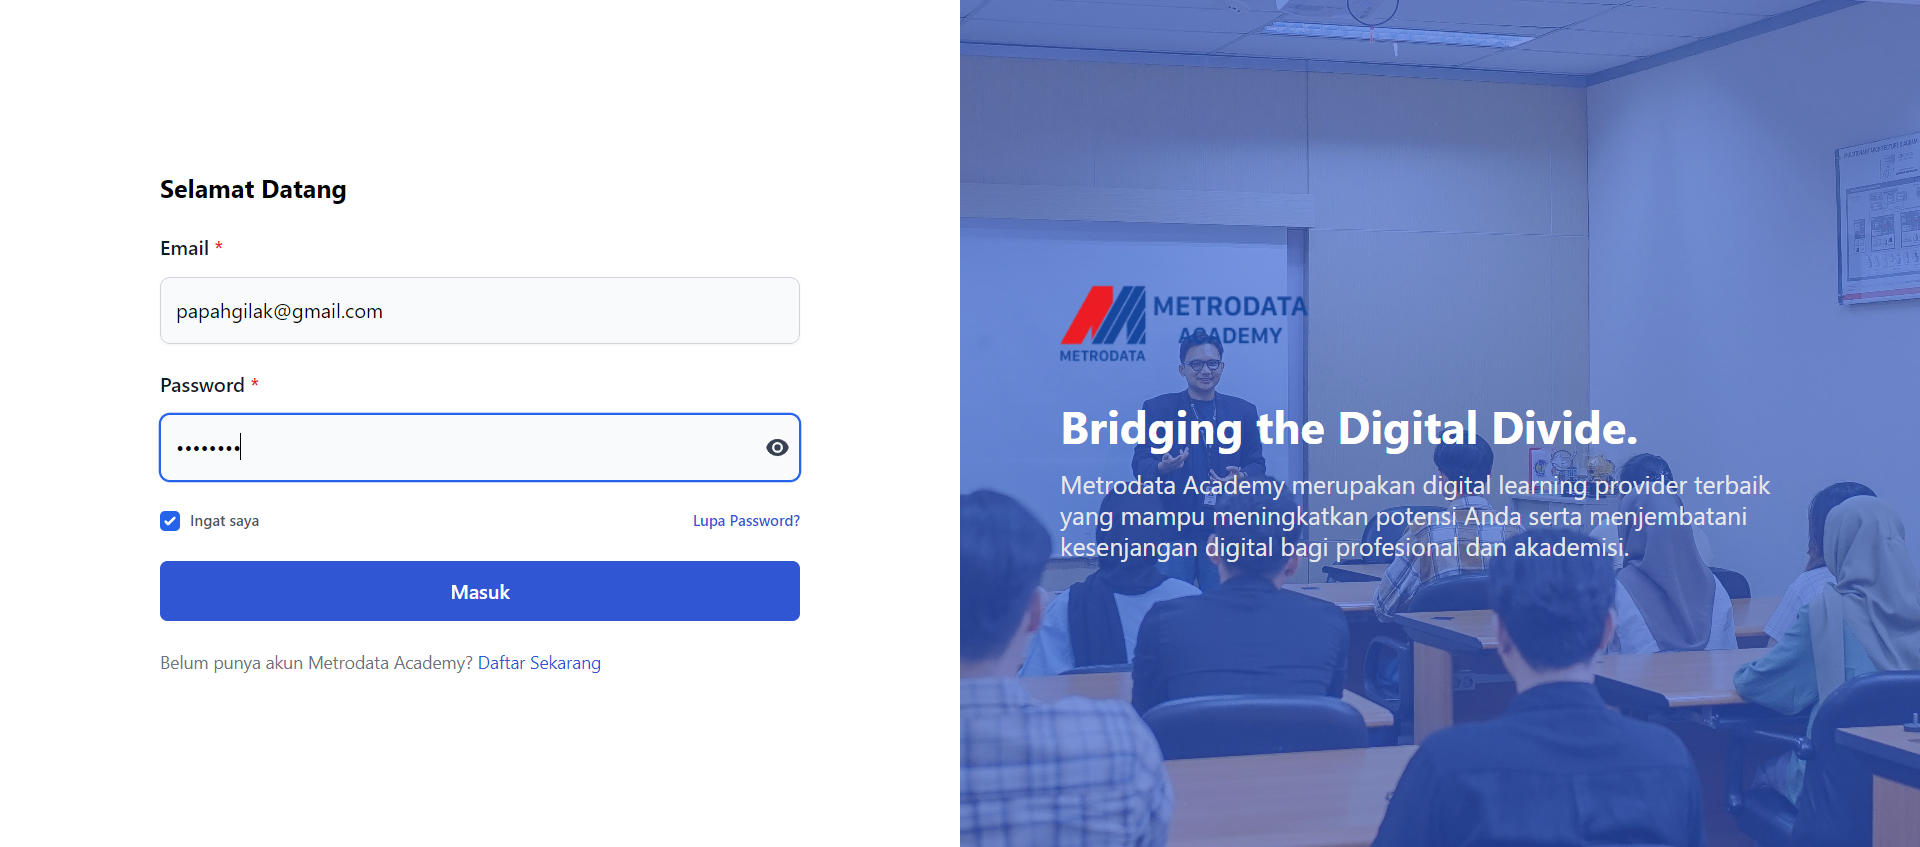 Selamat Datang
Email *
papahgilak@gmail.com
Password *
••••••••
Ingat saya
Lupa Password?
Masuk
Belum punya akun Metrodata Academy? Daftar Sekarang
METRODATA
ACADEMY
METRODATA
Bridging the Digital Divide.
Metrodata Academy merupakan digital learning provider terbaik
yang mampu meningkatkan potensi Anda serta menjembatani
kesenjangan digital bagi profesional dan akademisi.